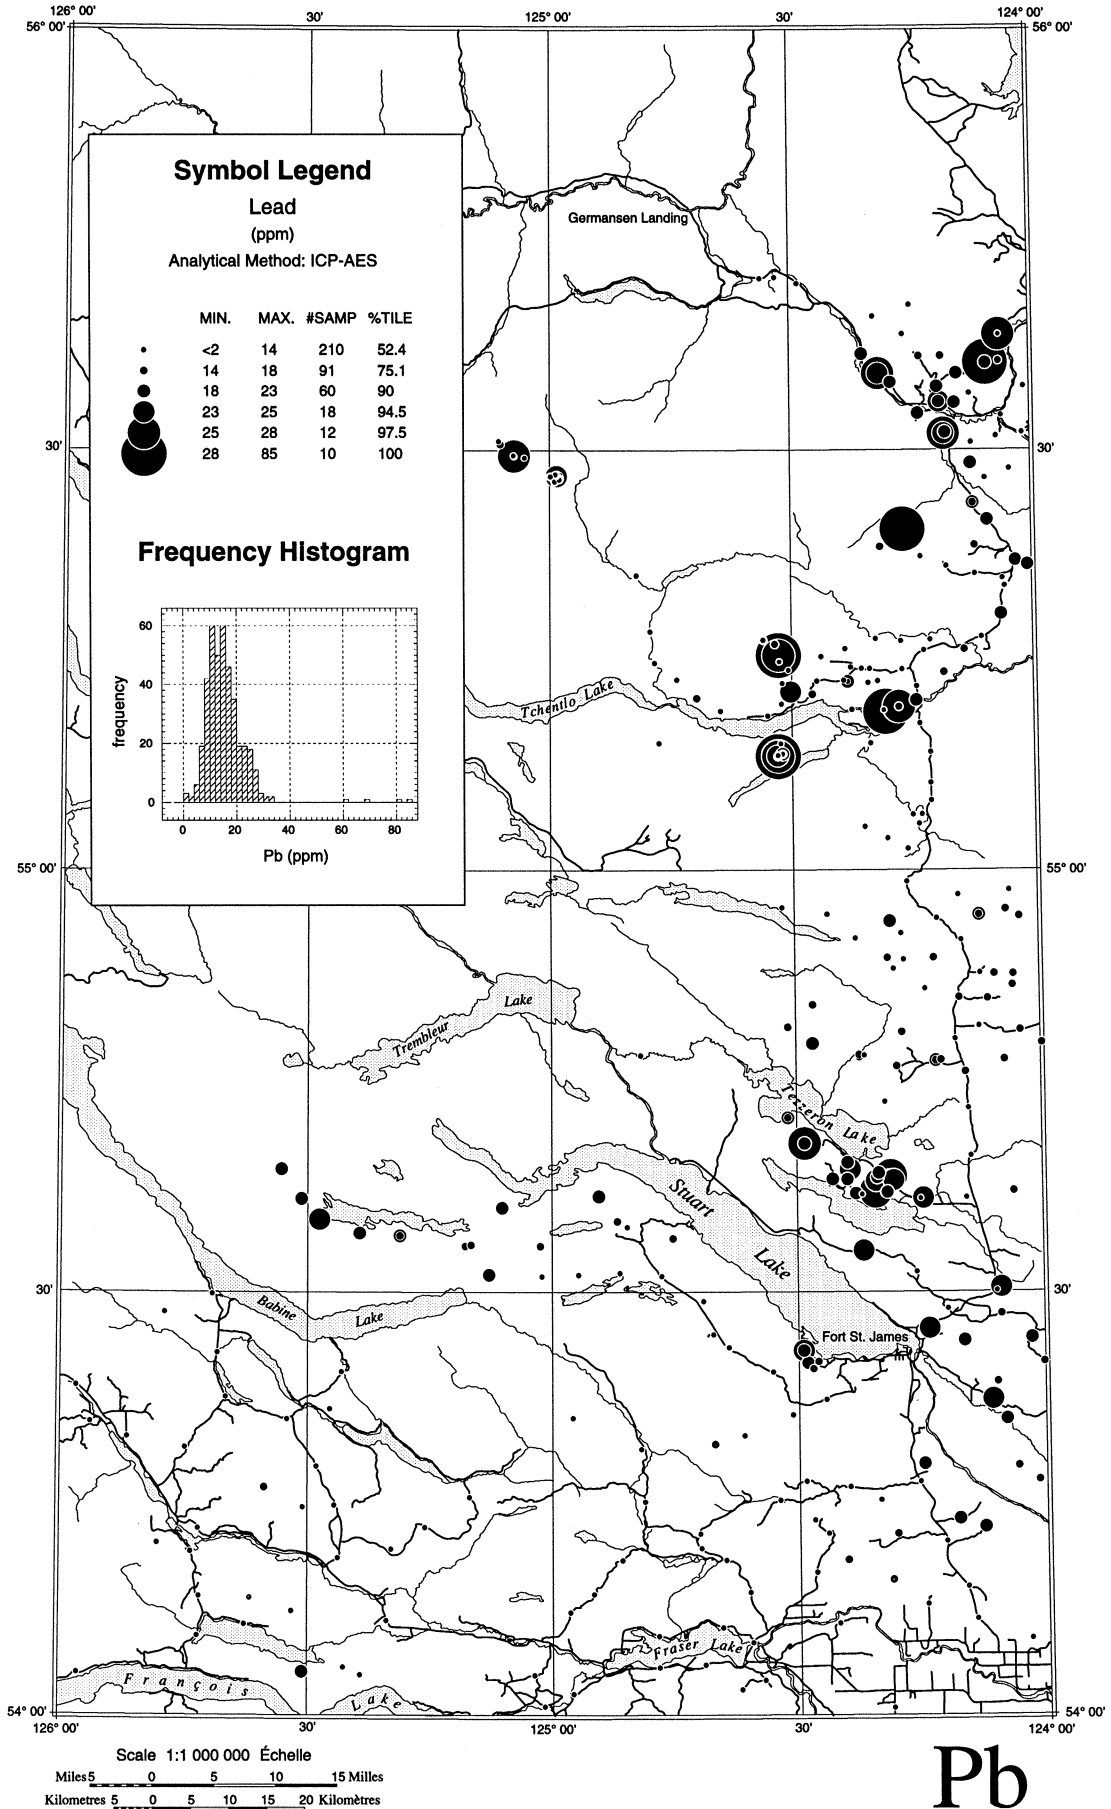 126° 00' 30' 125° 00' 30' 124° 00'
56° 00' 56° 00'
Symbol Legend
Lead
(ppm)
Analytical Method: ICP-AES
MIN. MAX. #SAMP %TILE
<2 14 210 52.4
14 18 91 75.1
18 23 60 90
23 25 18 94.5
25 28 12 97.5
28 85 10 100
Germansen Landing
30' 30'
Frequency Histogram
60
40
20
0
frequency
0 20 40 60 80
Pb (ppm)
Tchentlo Lake
55° 00' 55° 00'
Trembleur Lake
Tezzeron Lake
Stuart Lake
30' 30'
Babine Lake
Fort St. James
Fraser Lake
François Lake
54° 00' 54° 00'
126° 00' 30' 125° 00' 30' 124° 00'
Scale 1:1 000 000 Échelle
Miles 5 0 5 10 15 Milles
Kilometres 5 0 5 10 15 20 Kilomètres
Pb